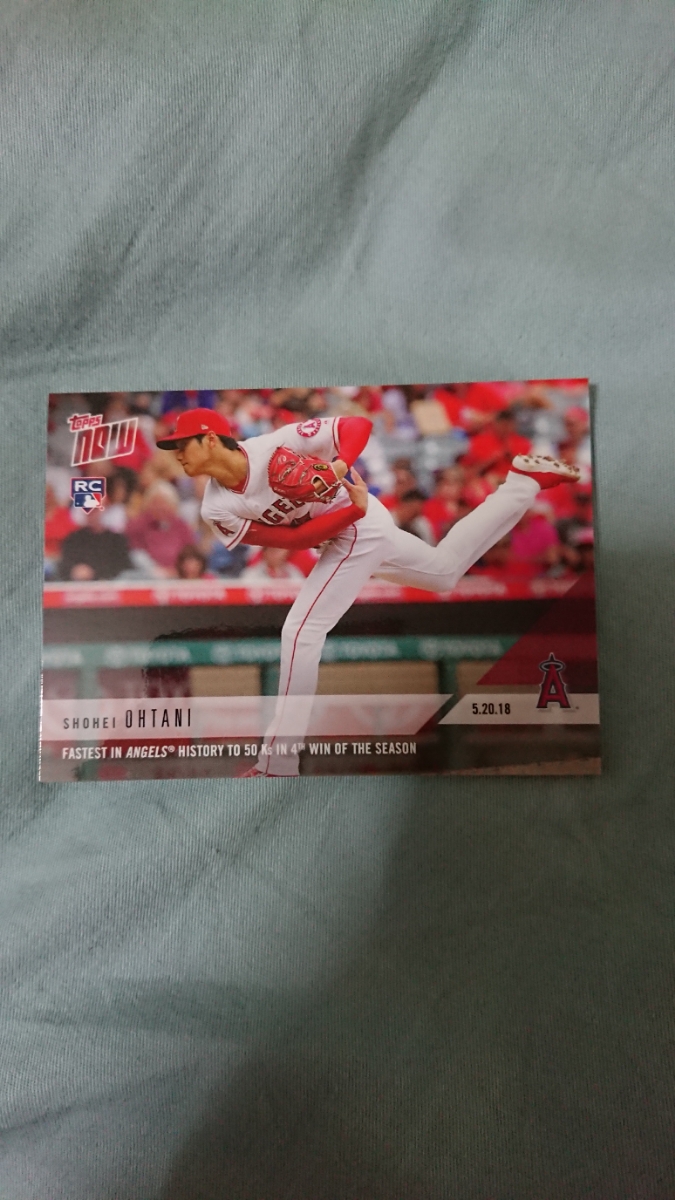 Topps
NOW
RC
SHOHEI OHTANI
5.20.18
A
FASTEST IN ANGELS® HISTORY TO 50 Ks IN 4TH WIN OF THE SEASON